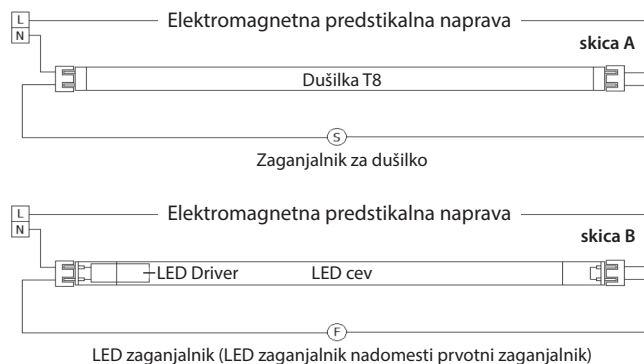 L
Elektromagnetna predstikalna naprava
N
skica A
Dušilka T8
S
Zaganjalnik za dušilko
L
Elektromagnetna predstikalna naprava
N
skica B
LED Driver
LED cev
F
LED zaganjalnik (LED zaganjalnik nadomesti prvotni zaganjalnik)